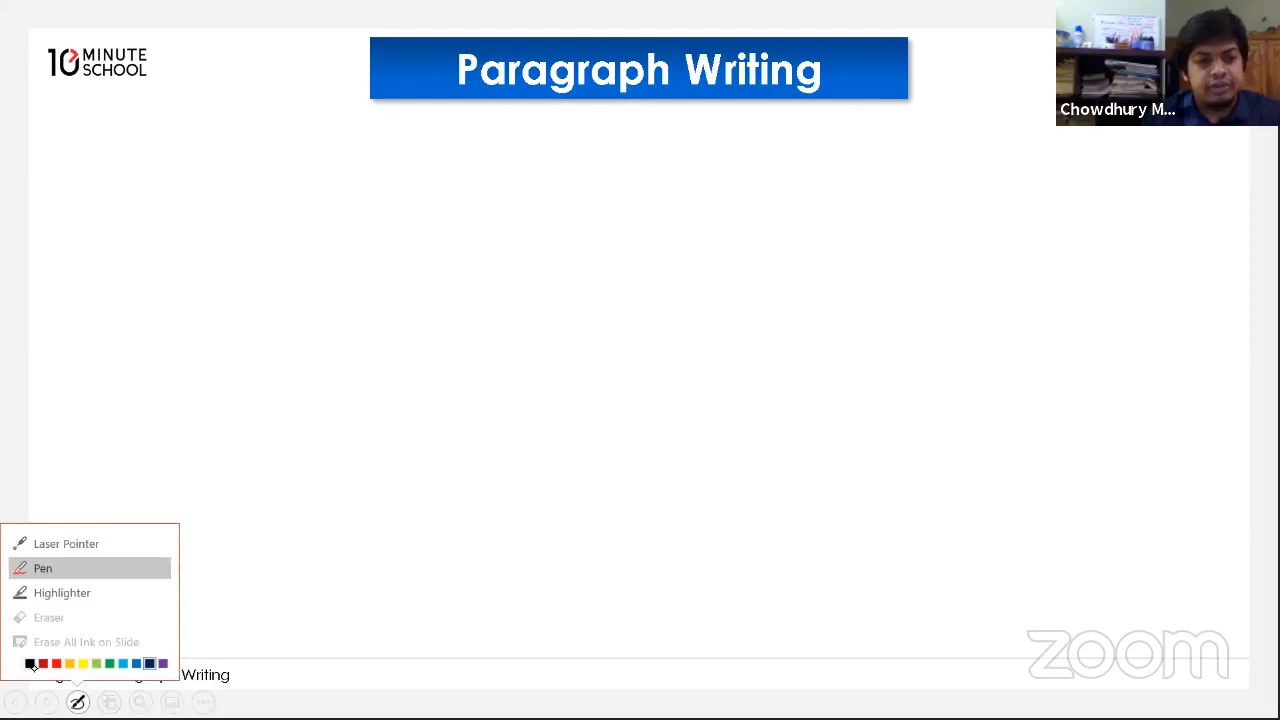 10 MINUTE
SCHOOL
Paragraph Writing
Chowdhury M...
Laser Pointer
Pen
Highlighter
Eraser
Erase All Ink on Slide
Writing
zoom